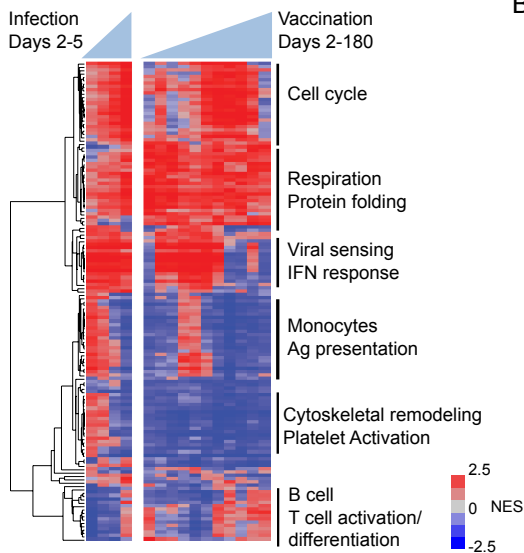 Infection
Days 2-5
Vaccination
Days 2-180
B
Cell cycle
Respiration
Protein folding
Viral sensing
IFN response
Monocytes
Ag presentation
Cytoskeletal remodeling
Platelet Activation
B cell
T cell activation/
differentiation
2.5
0 NES
-2.5